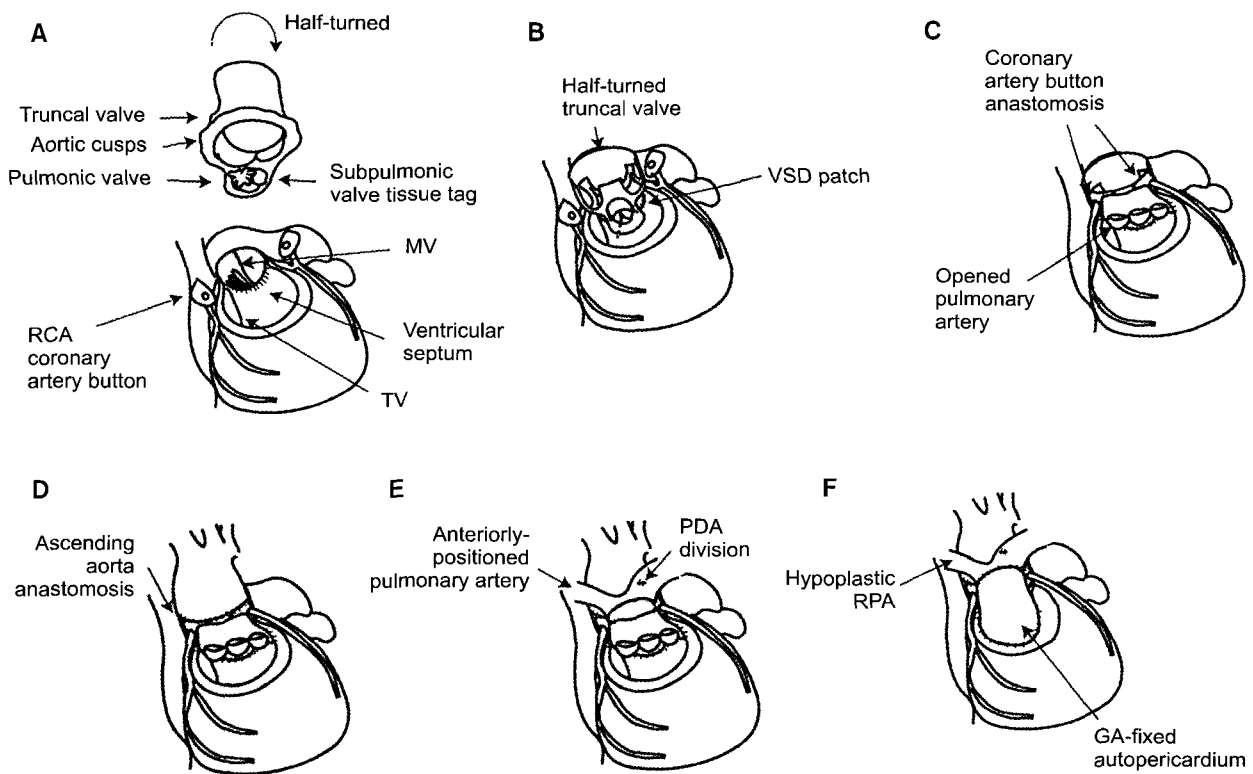 A
Half-turned
Truncal valve
Aortic cusps
Pulmonic valve
Subpulmonic
valve tissue tag
MV
RCA
coronary
artery button
Ventricular
septum
TV
B
Half-turned
truncal valve
VSD patch
C
Coronary
artery button
anastomosis
Opened
pulmonary
artery
D
Ascending
aorta
anastomosis
E
Anteriorly-
positioned
pulmonary artery
PDA
division
F
Hypoplastic
RPA
GA-fixed
autopericardium